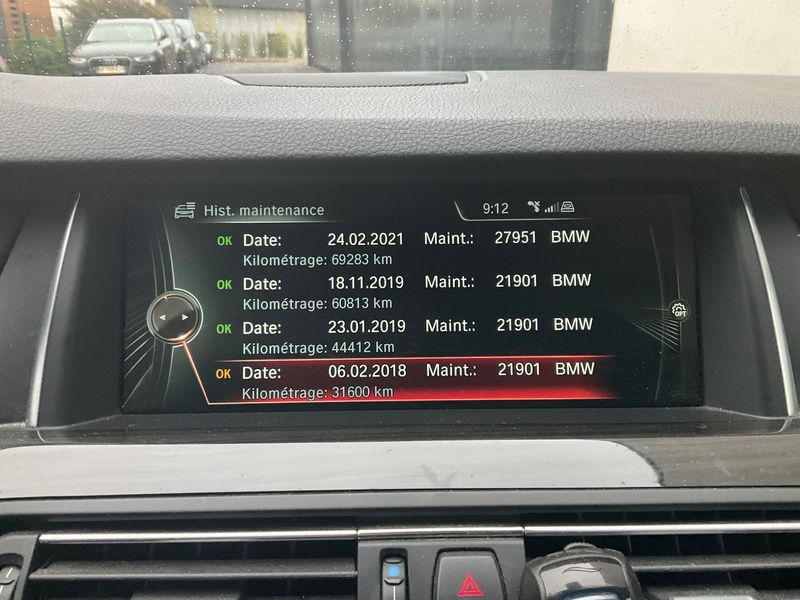 Hist. maintenance 9:12
OK Date: 24.02.2021 Maint.: 27951 BMW
Kilométrage: 69283 km
OK Date: 18.11.2019 Maint.: 21901 BMW
Kilométrage: 60813 km
OK Date: 23.01.2019 Maint.: 21901 BMW
Kilométrage: 44412 km
OK Date: 06.02.2018 Maint.: 21901 BMW
Kilométrage: 31600 km
OPT